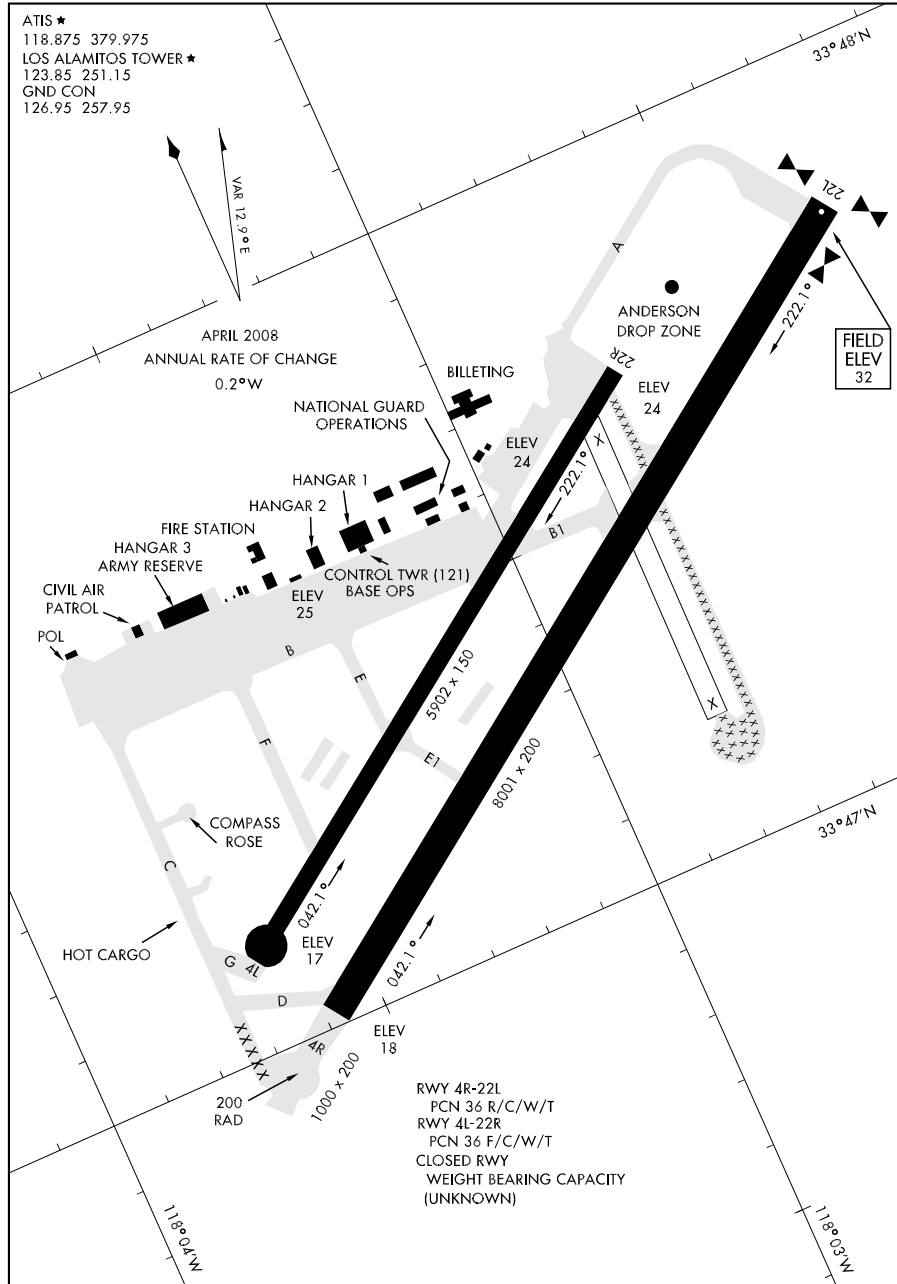 ATIS ★
118.875 379.975
LOS ALAMITOS TOWER ★
123.85 251.15
GND CON
126.95 257.95
33°48'N
VAR 12.9° E
22L
A
APRIL 2008
ANNUAL RATE OF CHANGE
0.2° W
ANDERSON
DROP ZONE
222.1°
FIELD
ELEV
32
22R
BILLETING
ELEV
24
NATIONAL GUARD
OPERATIONS
ELEV
24
X
222.1°
XXXXXXXX
HANGAR 1
HANGAR 2
B1
FIRE STATION
HANGAR 3
ARMY RESERVE
CONTROL TWR (121)
BASE OPS
ELEV
25
CIVIL AIR
PATROL
POL
B
E
5902 x 150
F
E1
X
8001 x 200
33°47'N
COMPASS
ROSE
C
042.1°
HOT CARGO
ELEV
17
G
4L
042.1°
D
XXXXX
4R
ELEV
18
1000 x 200
200
RAD
RWY 4R-22L
PCN 36 R/C/W/T
RWY 4L-22R
PCN 36 F/C/W/T
CLOSED RWY
WEIGHT BEARING CAPACITY
(UNKNOWN)
118°04'W
118°03'W